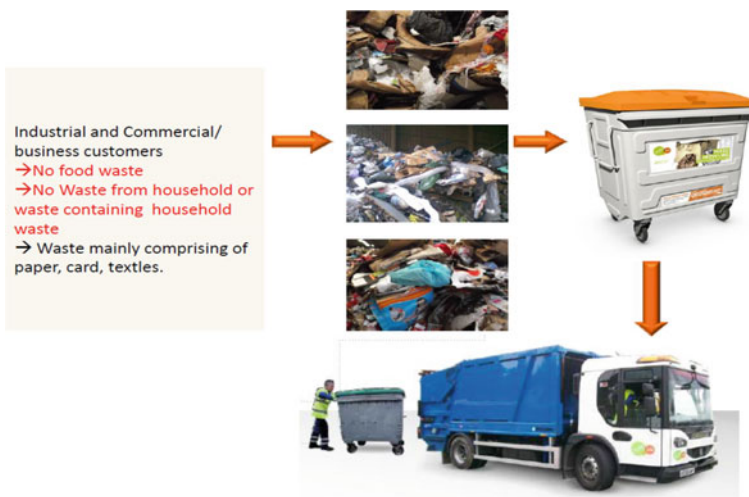 Industrial and Commercial/
business customers
→No food waste
→No Waste from household or
waste containing household
waste
→ Waste mainly comprising of
paper, card, textles.